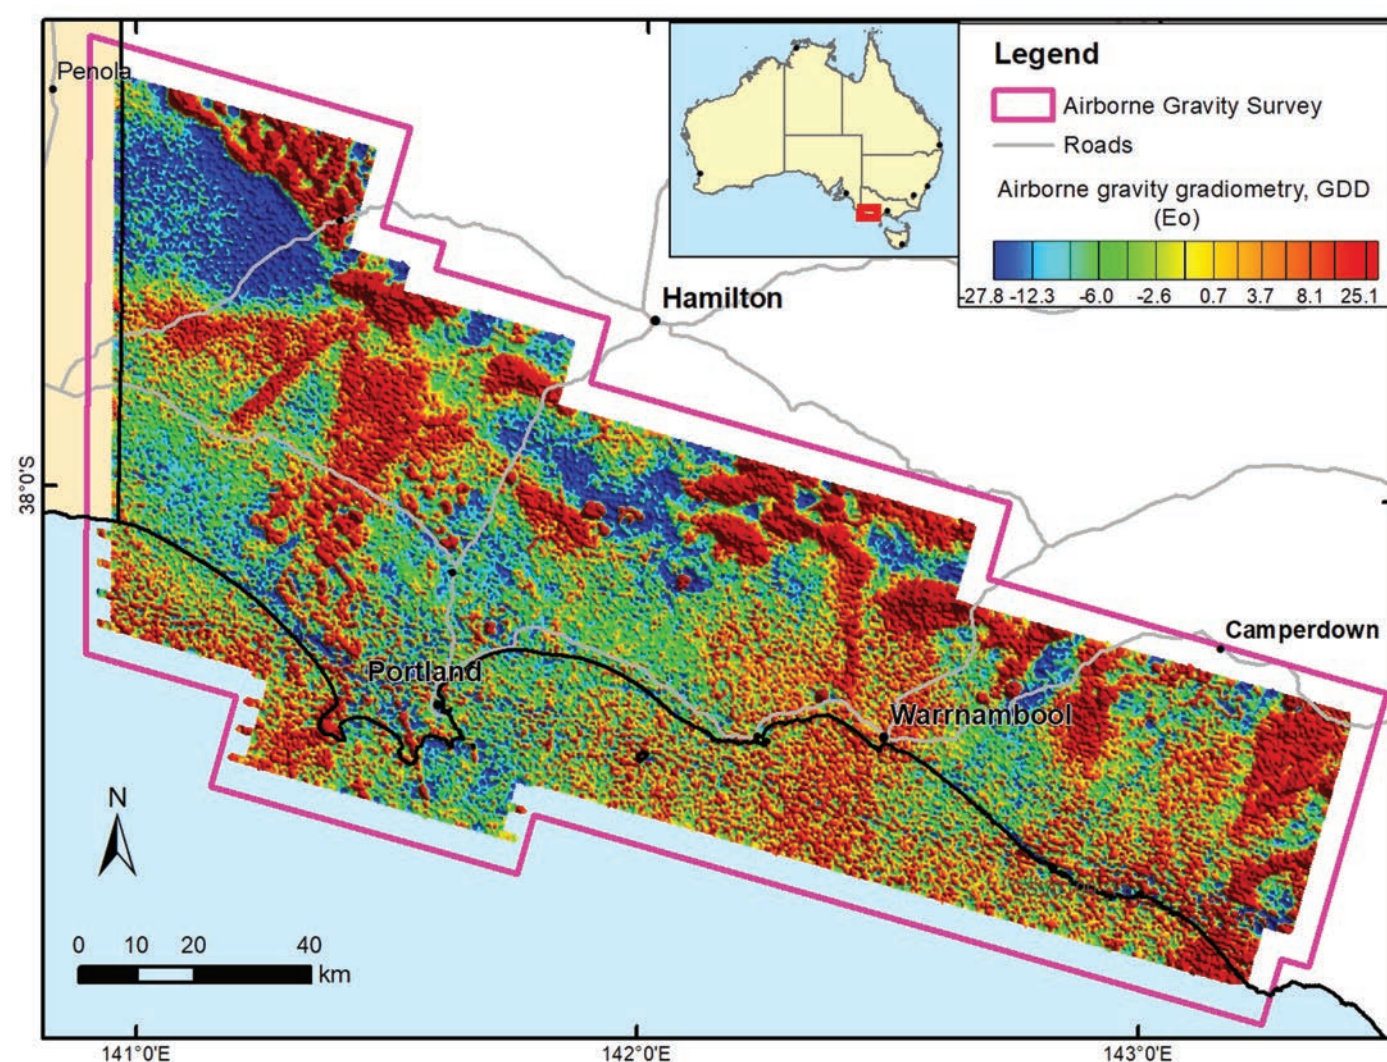 Penola
Legend
Airborne Gravity Survey
Roads
Airborne gravity gradiometry, GDD
(Eo)
-27.8 -12.3 -6.0 -2.6 0.7 3.7 8.1 25.1
Hamilton
38°0'S
Camperdown
Portland
Warrnambool
N
0 10 20 40
km
141°0'E 142°0'E 143°0'E